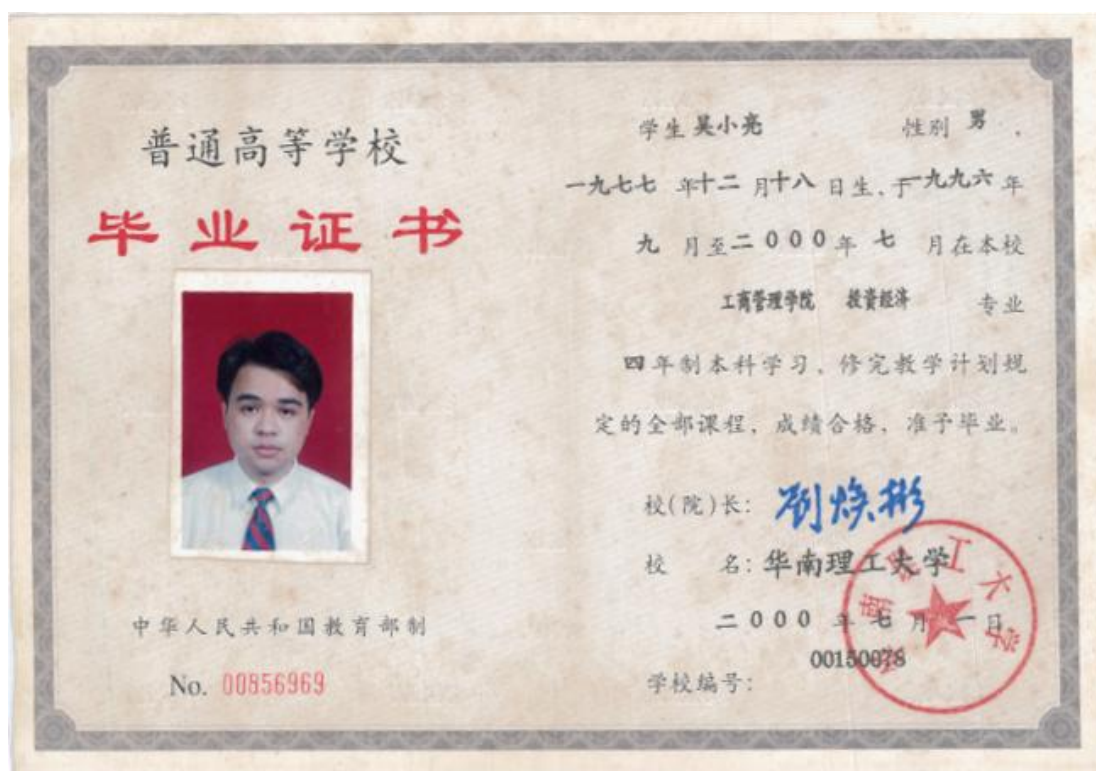 普通高等学校
毕业证书
中华人民共和国教育部制
No. 00856969
学生吴小亮 性别 男 ,
一九七七 年十二 月十八 日生, 于一九九六 年
九 月至二000年 七 月在本校
工商管理学院 投资经济 专业
四年制本科学习, 修完教学计划规
定的全部课程, 成绩合格, 准予毕业。
校(院)长: 刘焕彬
校 名: 华南理工大学
二000 年七月一日
00150078
学校编号:
华南理工大学